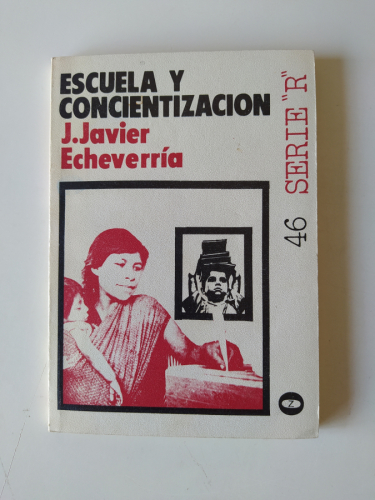 ESCUELA Y
CONCIENTIZACION
J.Javier
Echeverría
46 SERIE "R"
Z